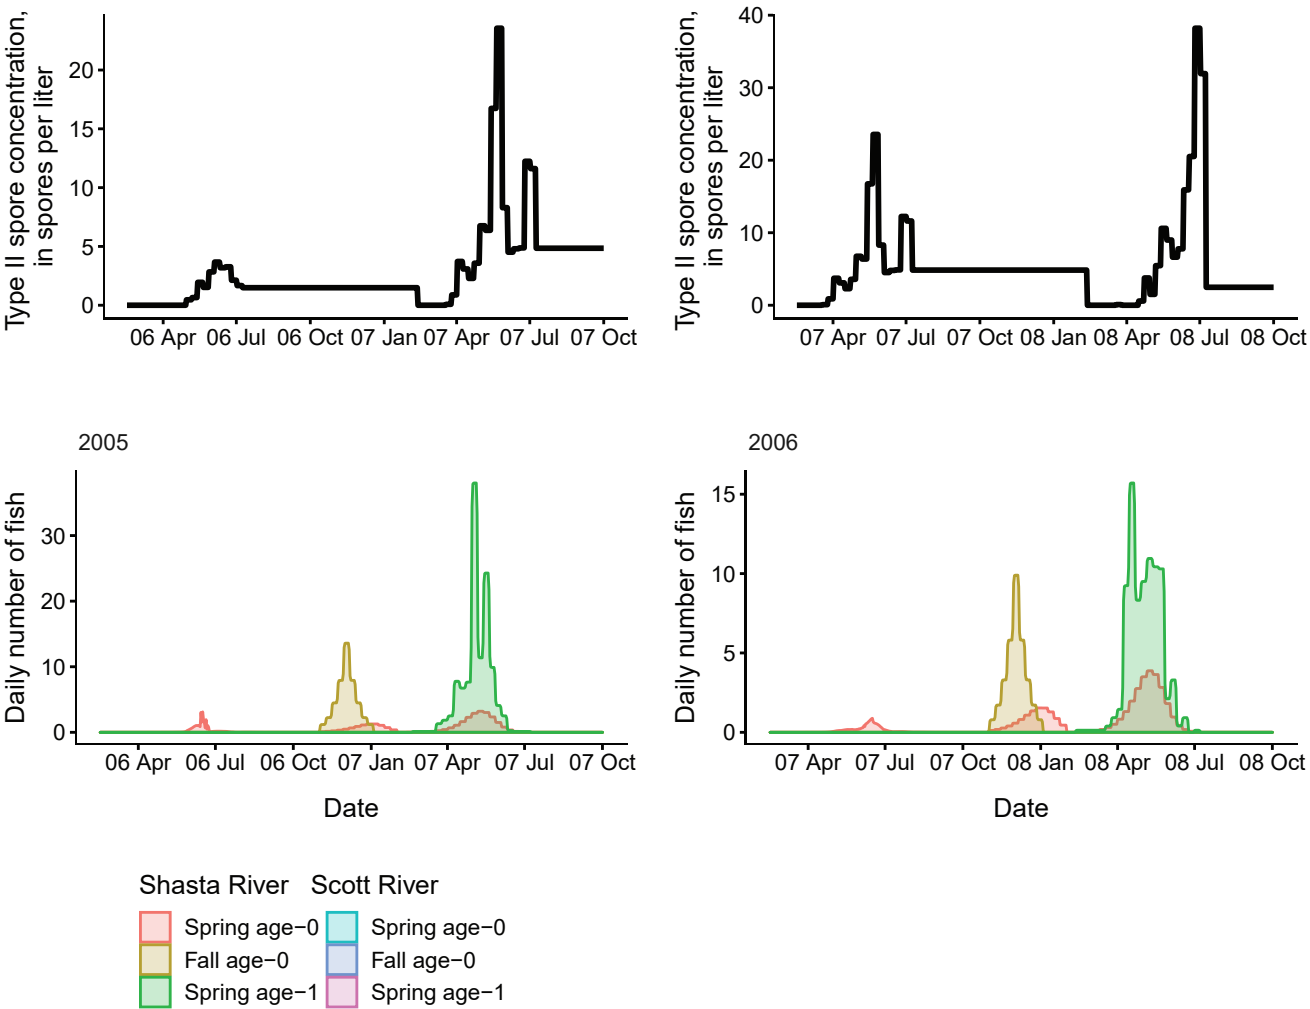 Type II spore concentration,
in spores per liter
20
15
10
5
0
06 Apr 06 Jul 06 Oct 07 Jan 07 Apr 07 Jul 07 Oct
Type II spore concentration,
in spores per liter
40
30
20
10
0
07 Apr 07 Jul 07 Oct 08 Jan 08 Apr 08 Jul 08 Oct
2005
Daily number of fish
30
20
10
0
06 Apr 06 Jul 06 Oct 07 Jan 07 Apr 07 Jul 07 Oct
Date
2006
Daily number of fish
15
10
5
0
07 Apr 07 Jul 07 Oct 08 Jan 08 Apr 08 Jul 08 Oct
Date
Shasta River Scott River
Spring age−0 Spring age−0
Fall age−0 Fall age−0
Spring age−1 Spring age−1